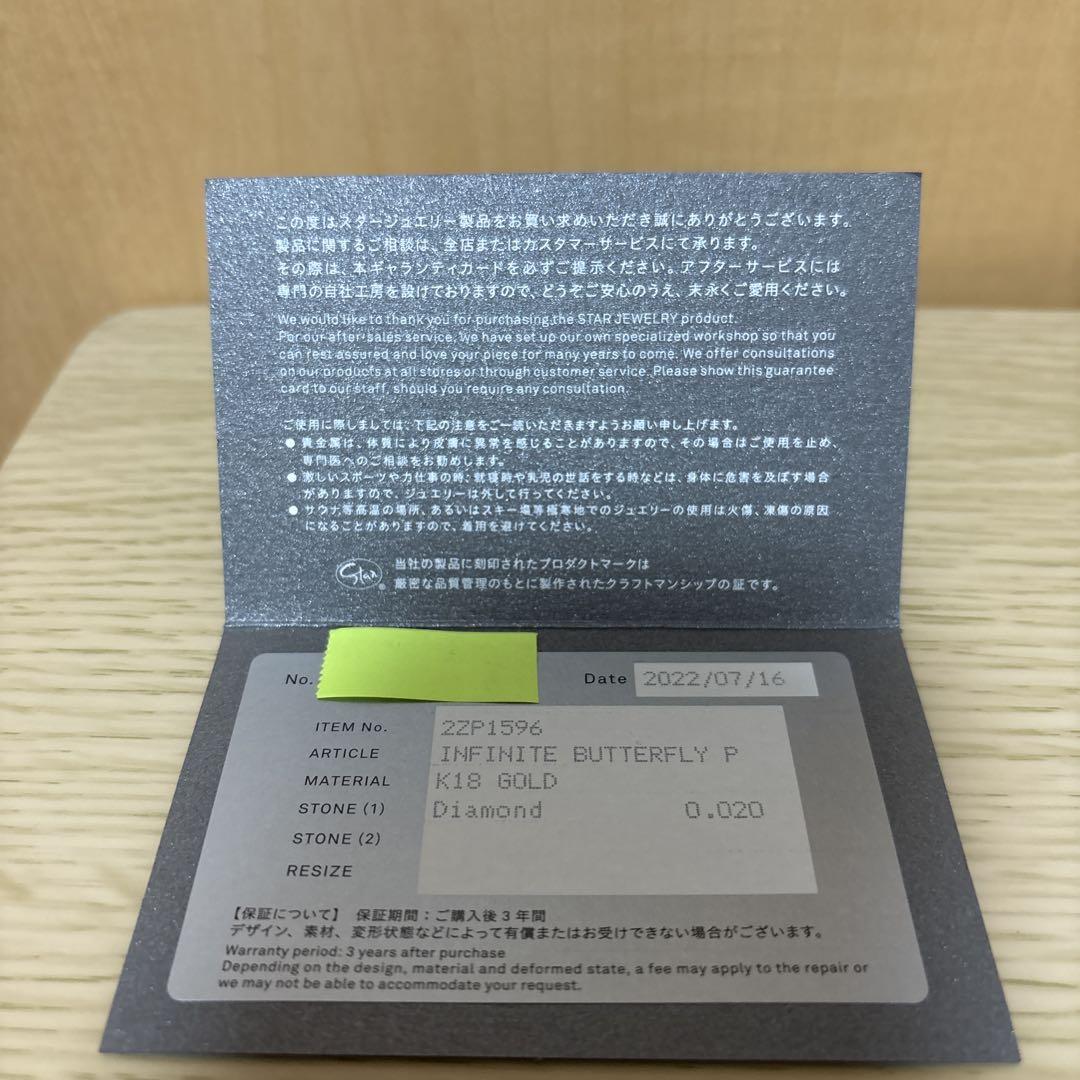 この度はスタージュエリー製品をお買い求めいただき誠にありがとうございます。
製品に関するご相談は、全店またはカスタマーサービスにて承ります。
その際は、本ギャランティカードを必ずご提示ください。アフターサービスには
専門の自社工房を設けておりますので、どうぞご安心のうえ、末永くご愛用ください。
We would like to thank you for purchasing the STAR JEWELRY product.
For our after-sales service, we have set up our own specialized workshop so that you
can rest assured and love your piece for many years to come. We offer consultations
on our products at all stores or through customer service. Please show this guarantee
card to our staff, should you require any consultation.
ご使用に際しましては、下記の注意をご一読いただきますようお願い申し上げます。
● 貴金属は、体質により皮膚に異常を感じることがありますので、その場合はご使用を止め、
専門医へのご相談をお勧めします。
● 激しいスポーツや力仕事の時、就寝時や乳児の世話をする時などは、身体に危害を及ぼす場合
がありますので、ジュエリーは外して行ってください。
● サウナ等高温の場所、あるいはスキー場等極寒地でのジュエリーの使用は火傷、凍傷の原因
になることがありますので、着用を避けてください。
Star ® 当社の製品に刻印されたプロダクトマークは
厳密な品質管理のもとに製作されたクラフトマンシップの証です。
No. Date 2022/07/16
ITEM No. 2ZP1596
ARTICLE INFINITE BUTTERFLY P
MATERIAL K18 GOLD
STONE (1) Diamond 0.020
STONE (2)
RESIZE
【保証について】 保証期間：ご購入後3年間
デザイン、素材、変形状態などによって有償またはお受けできない場合がございます。
Warranty period: 3 years after purchase
Depending on the design, material and deformed state, a fee may apply to the repair or
we may not be able to accommodate your request.